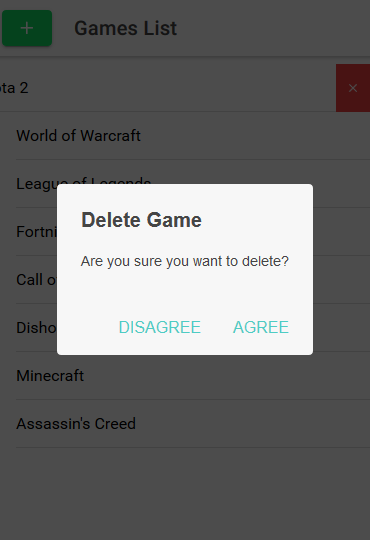 Games List
ta 2
World of Warcraft
League of Legends
Fortni
Delete Game
Are you sure you want to delete?
Call o
Disho
DISAGREE AGREE
Minecraft
Assassin's Creed